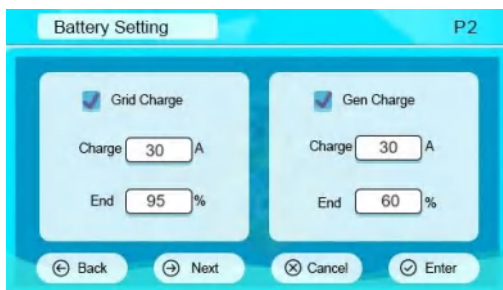 Battery Setting P2
Grid Charge
Charge 30 A
End 95 %
Gen Charge
Charge 30 A
End 60 %
Back Next Cancel Enter